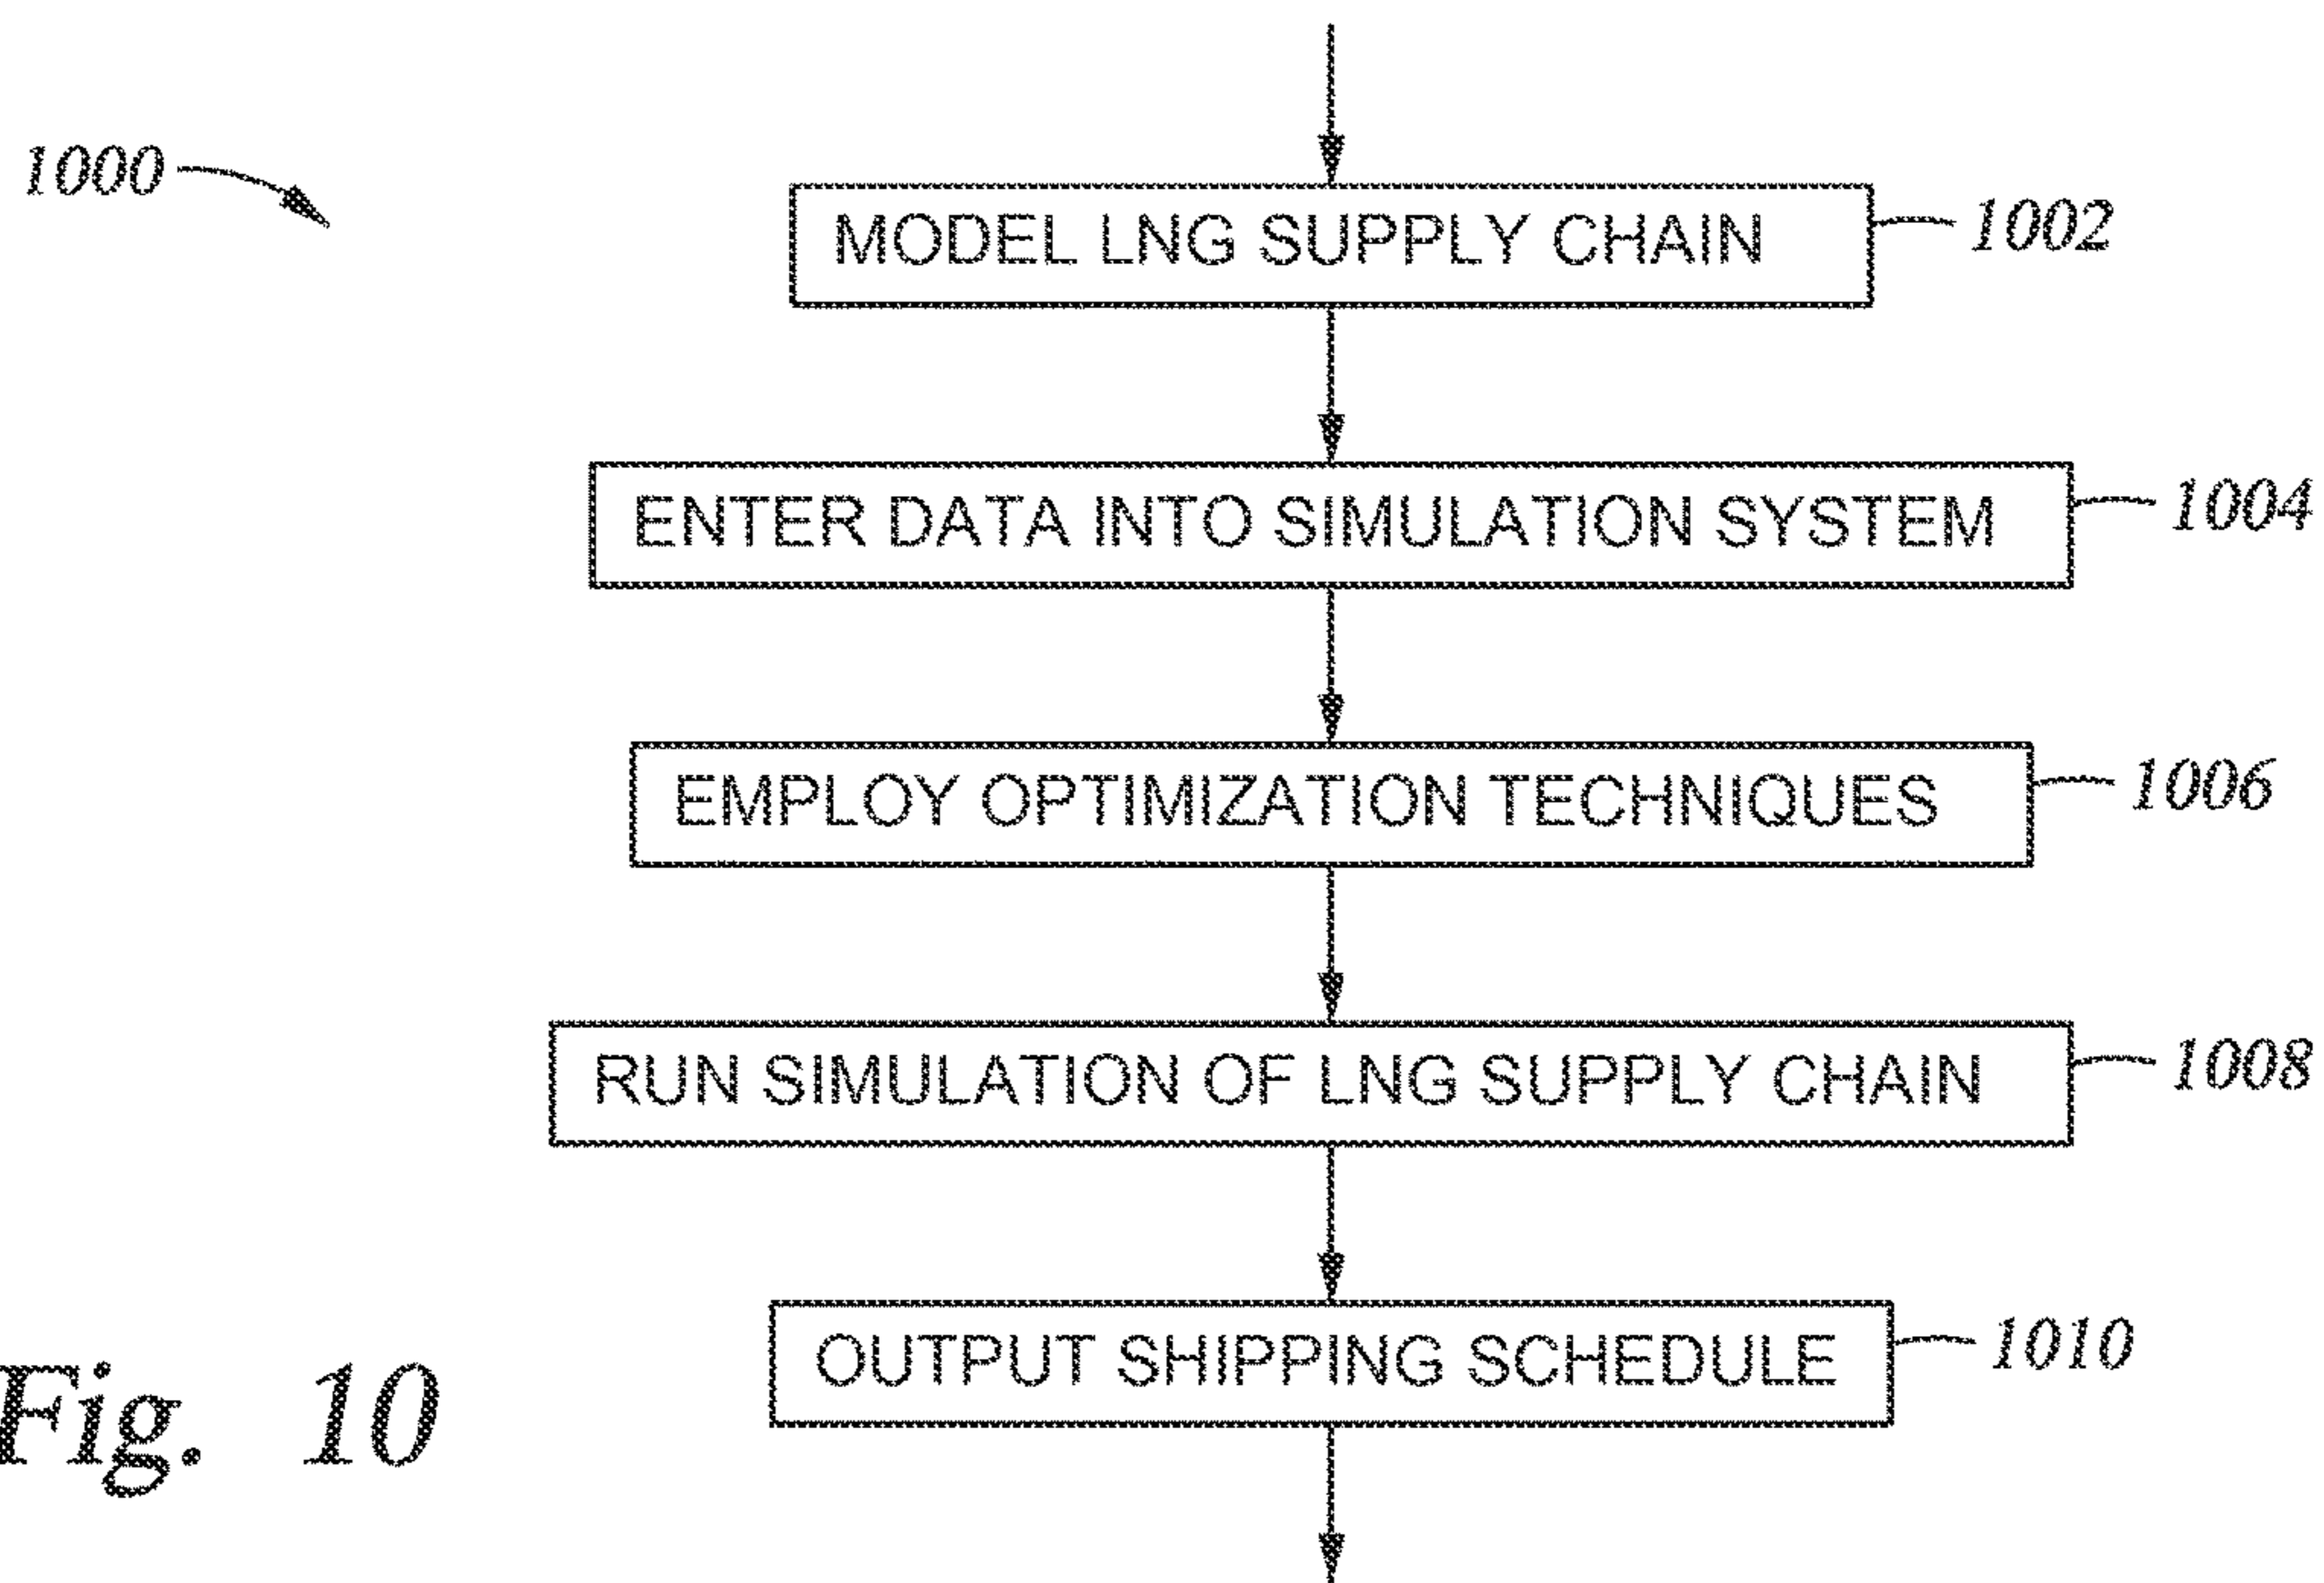 1000
MODEL LNG SUPPLY CHAIN 1002
ENTER DATA INTO SIMULATION SYSTEM 1004
EMPLOY OPTIMIZATION TECHNIQUES 1006
RUN SIMULATION OF LNG SUPPLY CHAIN 1008
OUTPUT SHIPPING SCHEDULE 1010
Fig. 10